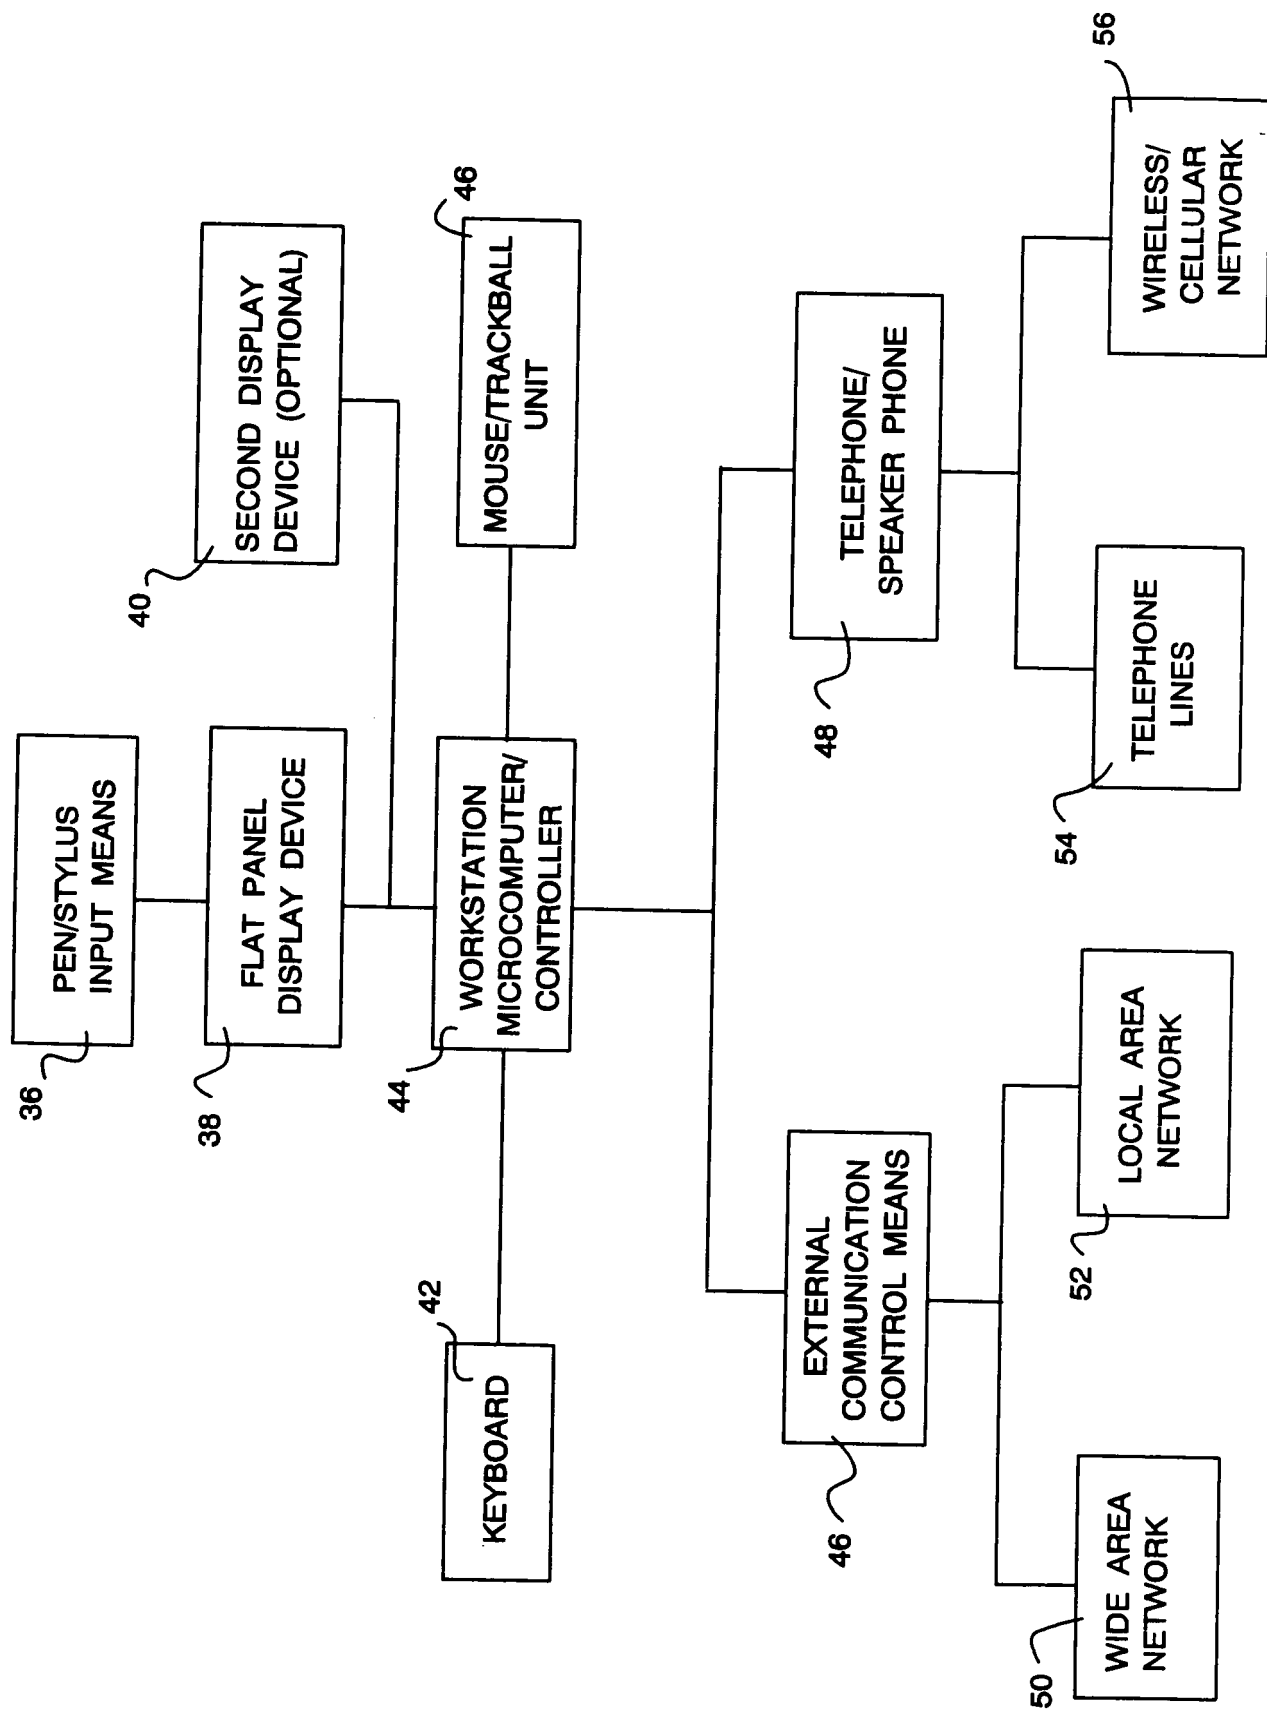 36
PEN/STYLUS
INPUT MEANS
38
FLAT PANEL
DISPLAY DEVICE
40
SECOND DISPLAY
DEVICE (OPTIONAL)
42
KEYBOARD
44
WORKSTATION
MICROCOMPUTER/
CONTROLLER
46
MOUSE/TRACKBALL
UNIT
46
EXTERNAL
COMMUNICATION
CONTROL MEANS
48
TELEPHONE/
SPEAKER PHONE
50
WIDE AREA
NETWORK
52
LOCAL AREA
NETWORK
54
TELEPHONE
LINES
56
WIRELESS/
CELLULAR
NETWORK